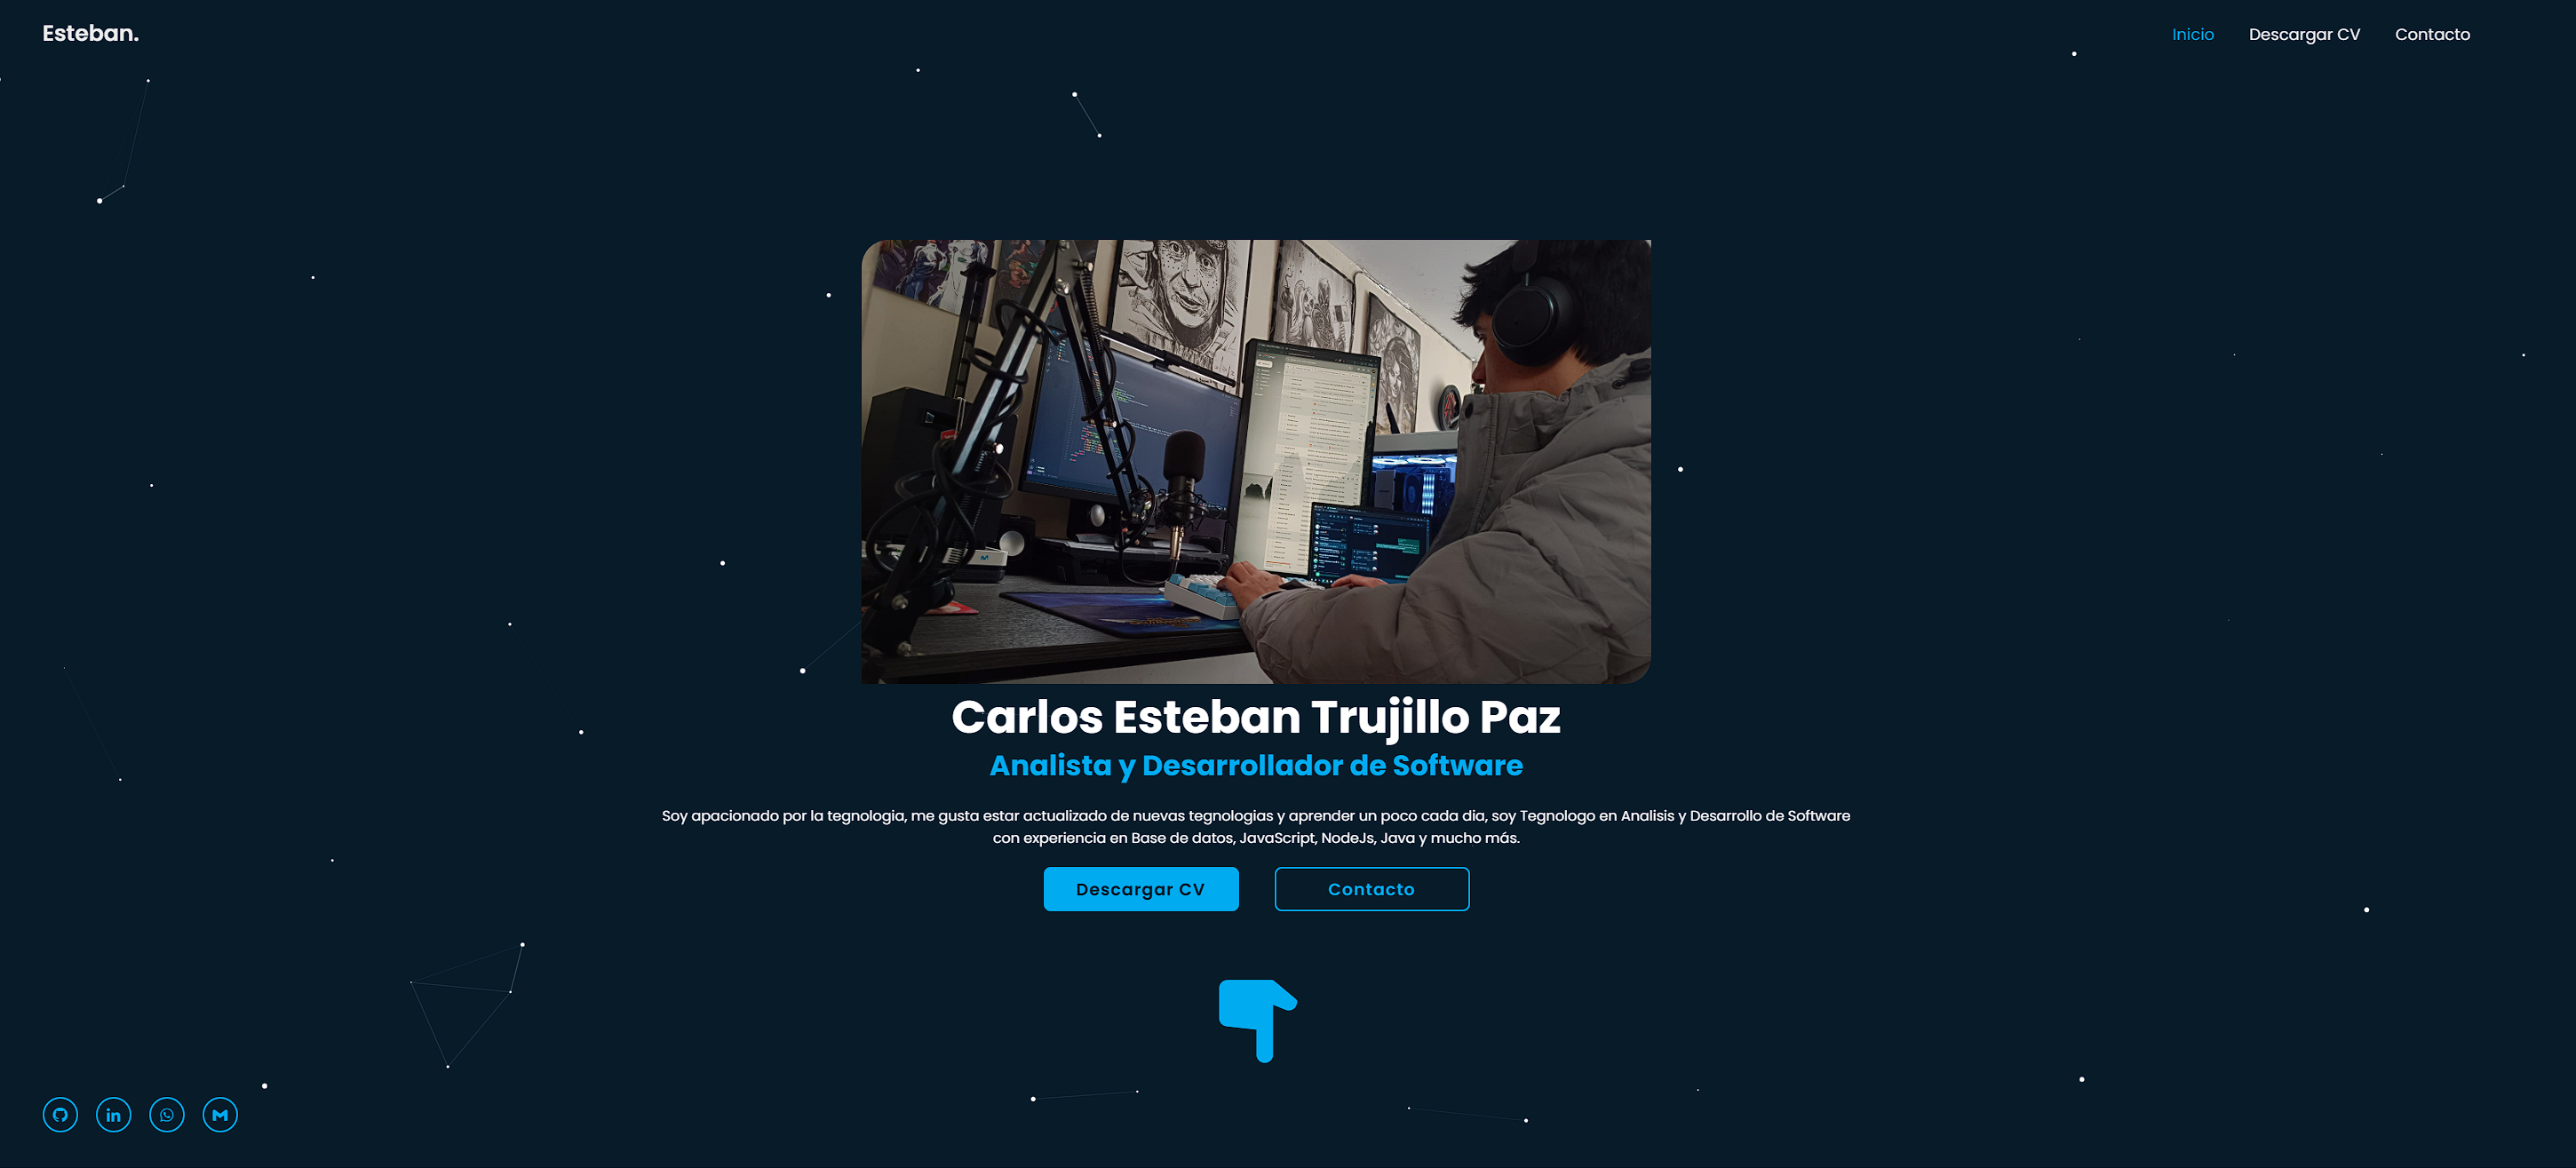 Esteban.
Inicio Descargar CV Contacto
Carlos Esteban Trujillo Paz
Analista y Desarrollador de Software
Soy apacionado por la tegnologia, me gusta estar actualizado de nuevas tegnologias y aprender un poco cada dia, soy Tegnologo en Analisis y Desarrollo de Software
con experiencia en Base de datos, JavaScript, NodeJs, Java y mucho más.
Descargar CV
Contacto
in